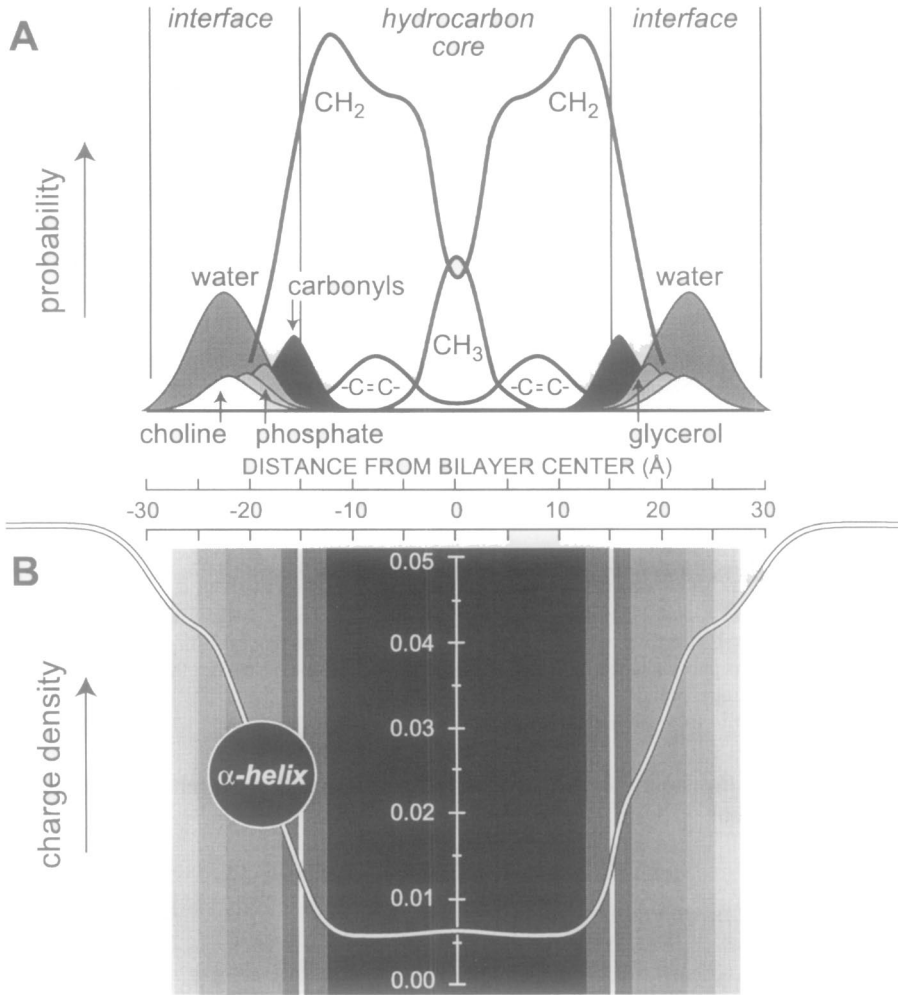 A
interface
hydrocarbon
core
interface
probability
CH2
CH2
water
carbonyls
water
CH3
-C=C-
-C=C-
choline
phosphate
glycerol
DISTANCE FROM BILAYER CENTER (Å)
-30 -20 -10 0 10 20 30
B
charge density
0.05
0.04
0.03
α-helix
0.02
0.01
0.00